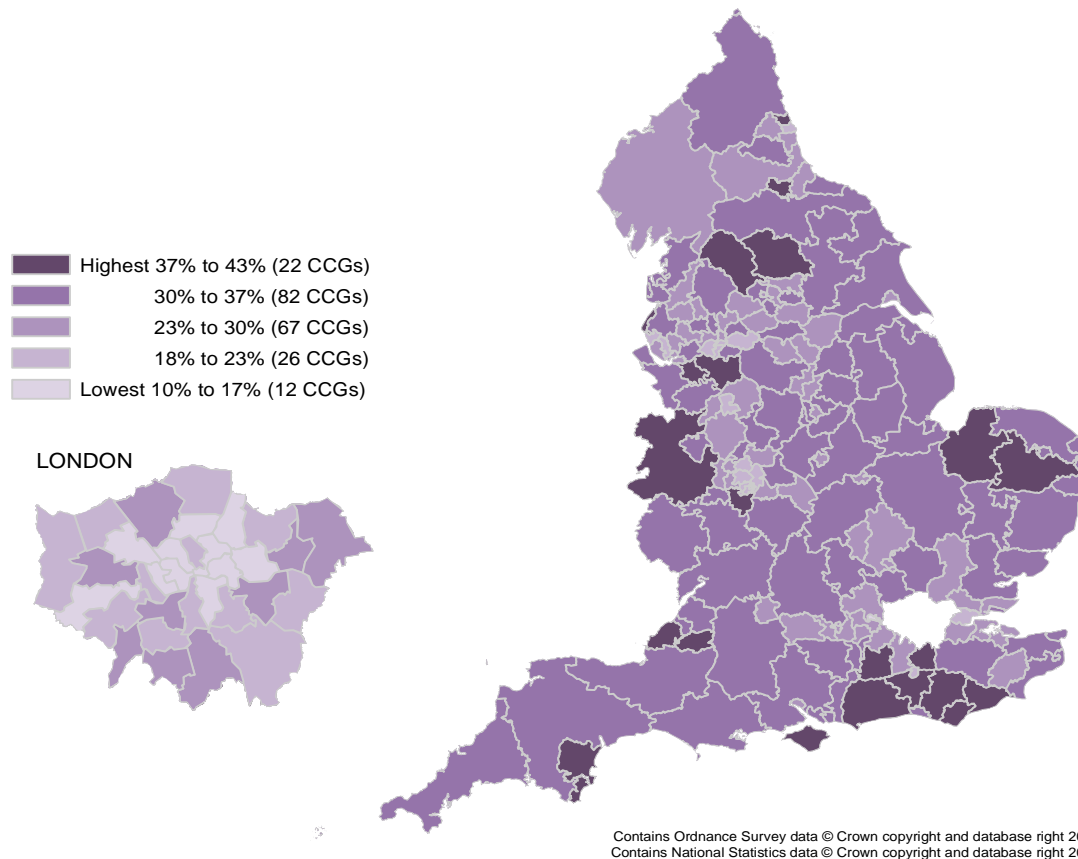 Highest 37% to 43% (22 CCGs)
30% to 37% (82 CCGs)
23% to 30% (67 CCGs)
18% to 23% (26 CCGs)
Lowest 10% to 17% (12 CCGs)
LONDON
Contains Ordnance Survey data © Crown copyright and database right
Contains National Statistics data © Crown copyright and database right